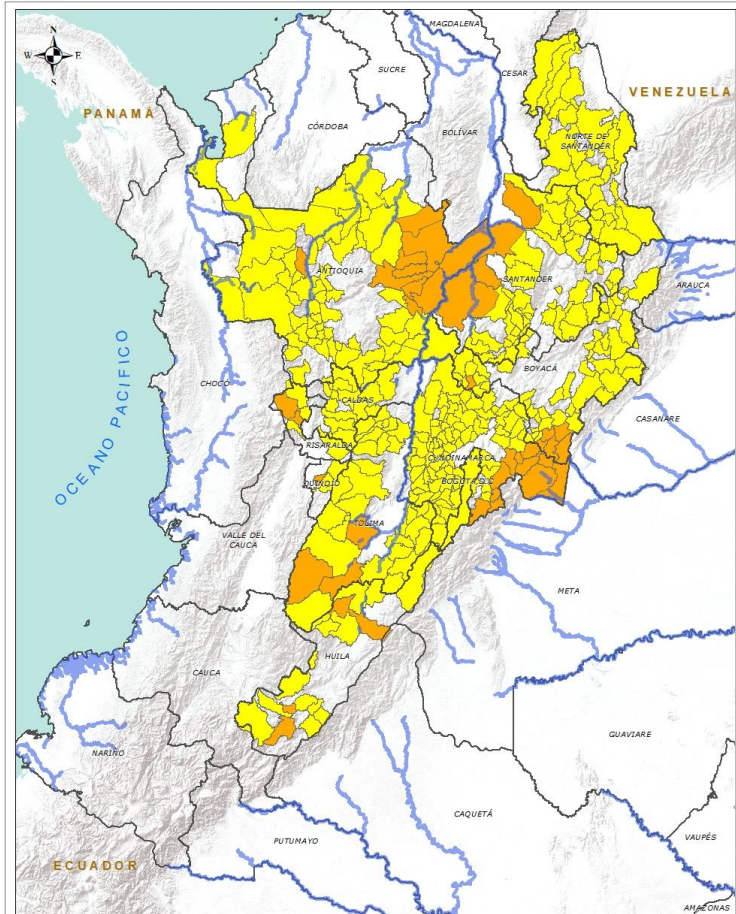 MAGDALENA
N
W E
S
SUCRE
CESAR
VENEZUELA
PANAMÁ
CÓRDOBA
BOLÍVAR
NORTE DE
SANTANDER
ANTIOQUIA
SANTANDER
ARAUCA
OCEANO PACIFICO
CHOCÓ
BOYACÁ
CALDAS
CASANARE
RISARALDA
CUNDINAMARCA
QUINDIO
BOGOTÁ D.C
TOLIMA
VALLE DEL
CAUCA
META
HUILA
CAUCA
GUAVIARE
NARIÑO
CAQUETÁ
PUTUMAYO
VAUPÉS
ECUADOR
AMAZONAS